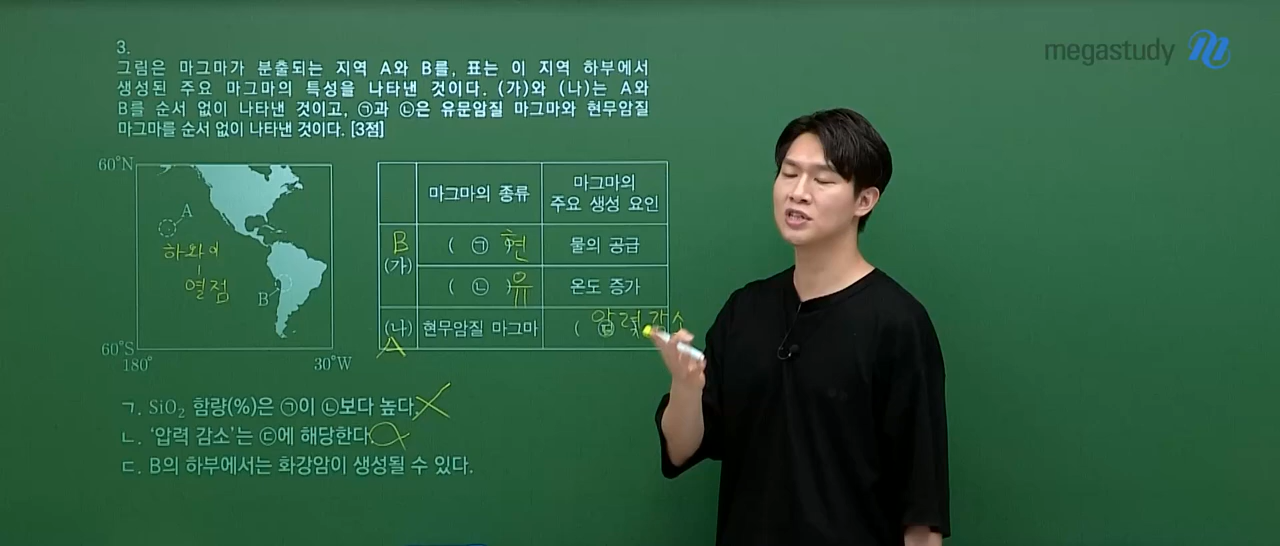 megastudy
3.
그림은 마그마가 분출되는 지역 A와 B를, 표는 이 지역 하부에서
생성된 주요 마그마의 특성을 나타낸 것이다. (가)와 (나)는 A와
B를 순서 없이 나타낸 것이고, ㉠과 ㉡은 유문암질 마그마와 현무암질
마그마를 순서 없이 나타낸 것이다. [3점]
60°N
A
하와이
열점
B
60°S
180°
30°W
마그마의 종류
마그마의
주요 생성 요인
B
(가)
( ㉠ ) 현
물의 공급
( ㉡ ) 유
온도 증가
(나)
A
현무암질 마그마
( ㉢
압력 감소
ㄱ. SiO₂ 함량(%)은 ㉠이 ㉡보다 높다.
ㄴ. ‘압력 감소’는 ㉢에 해당한다
ㄷ. B의 하부에서는 화강암이 생성될 수 있다.